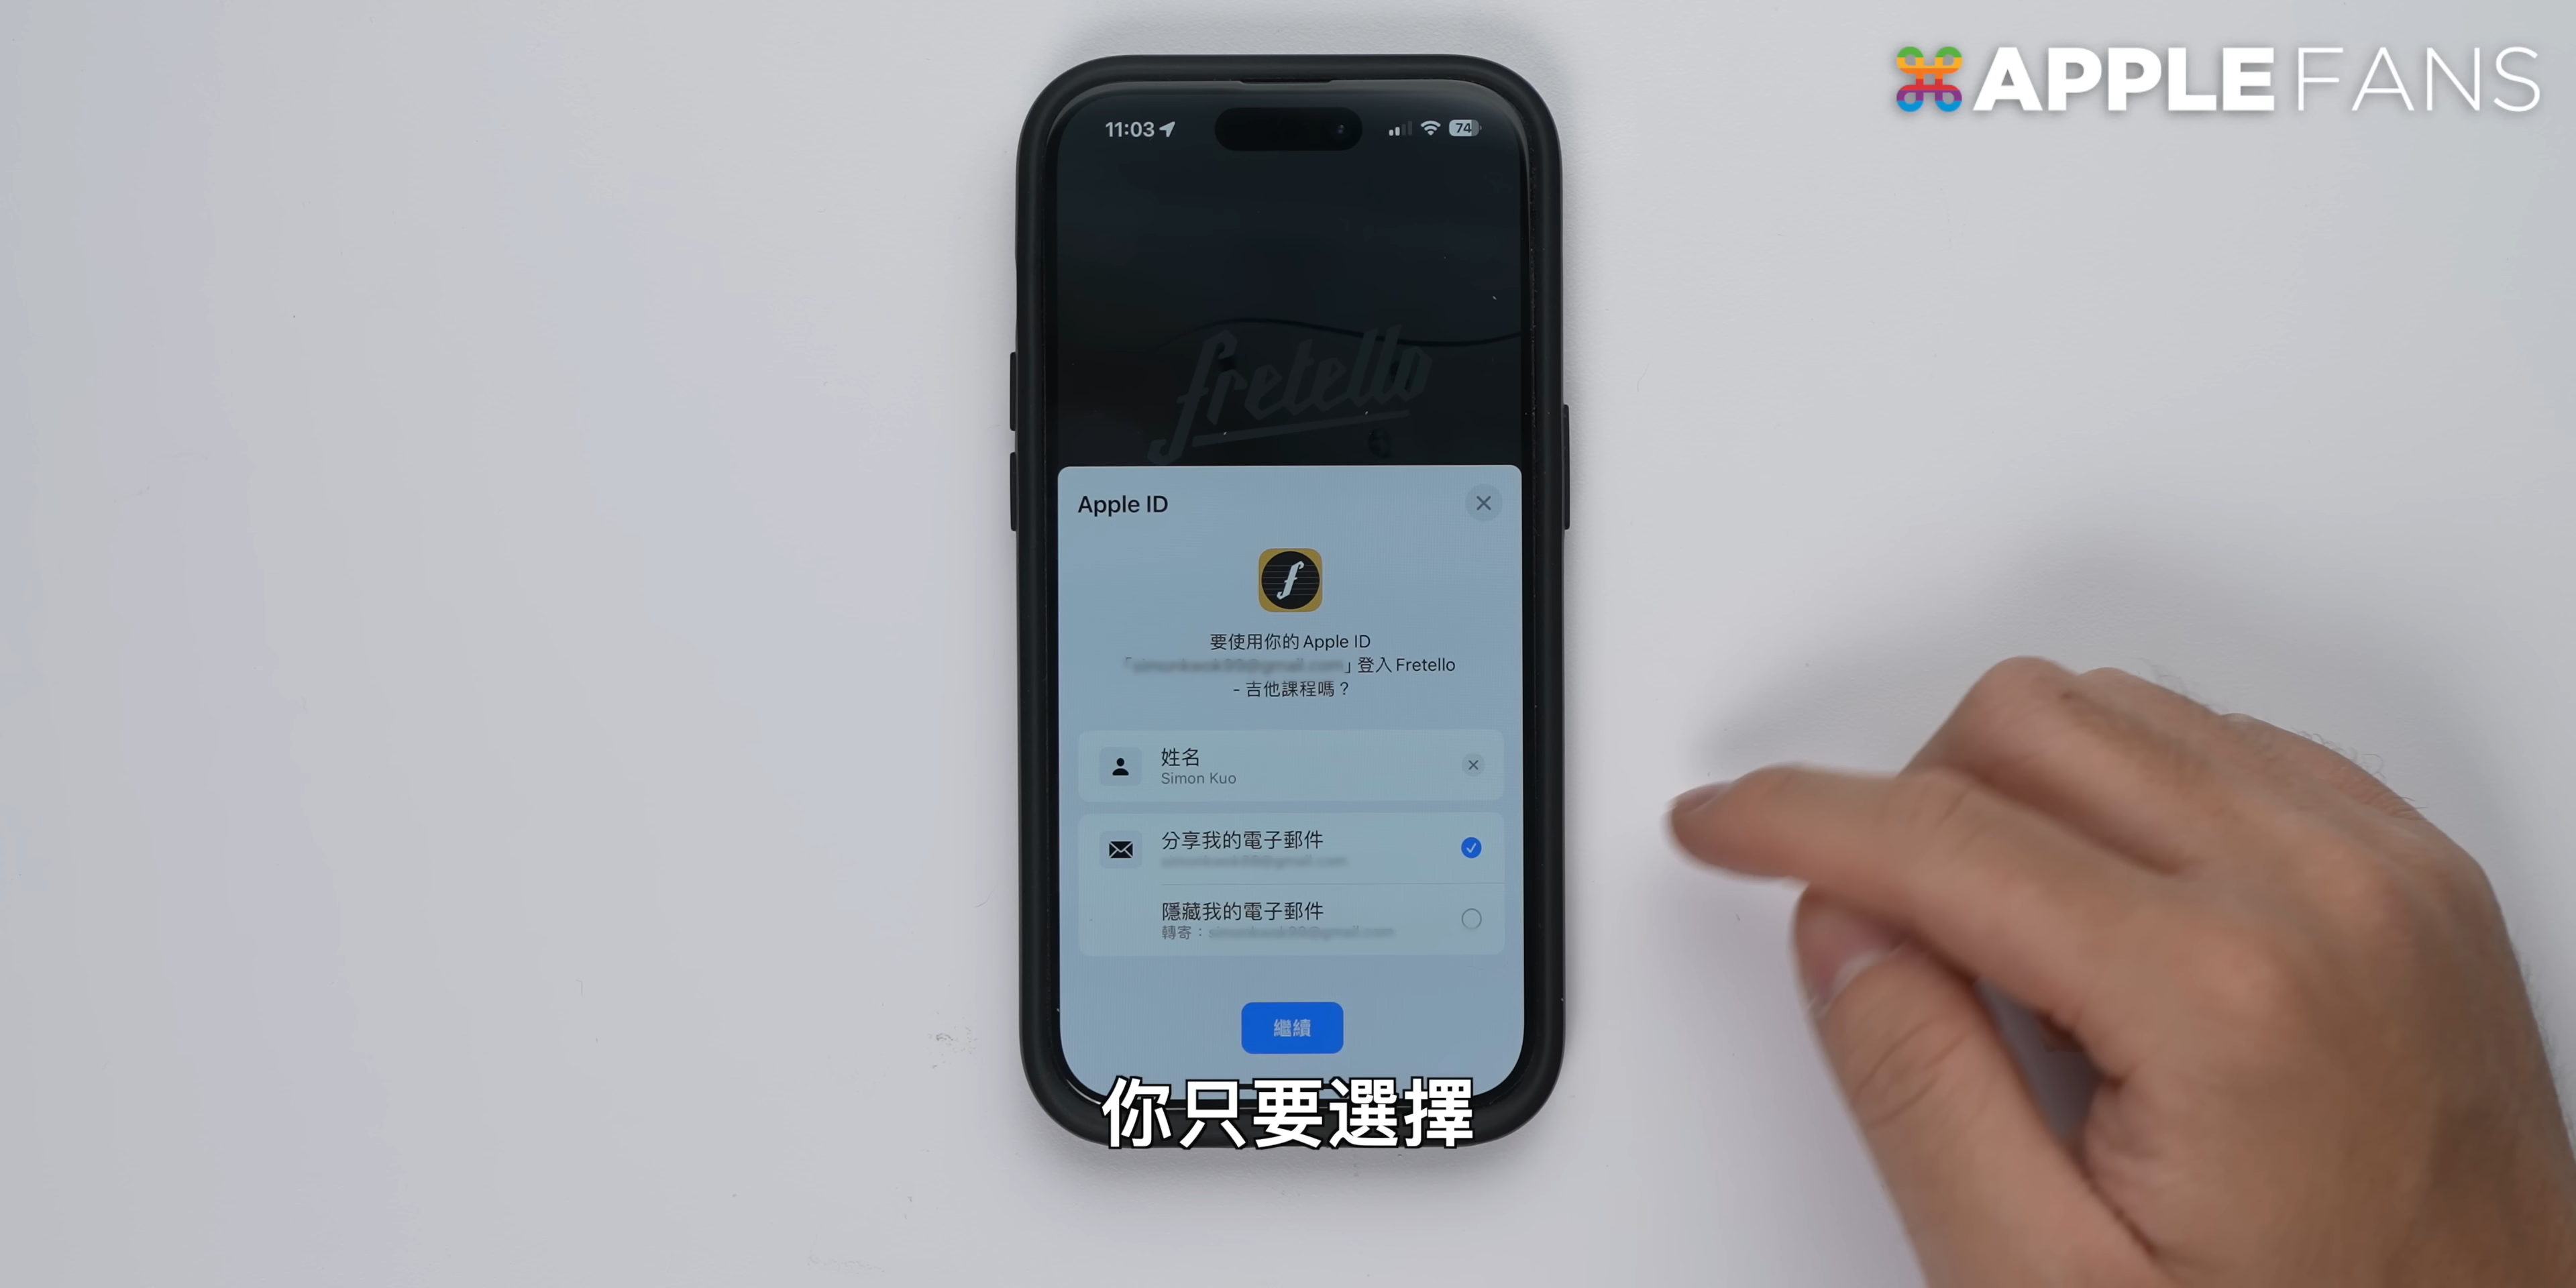 APPLE FANS
11:03
74
fretello
Apple ID
要使用你的 Apple ID
「」登入 Fretello
- 吉他課程嗎？
姓名
Simon Kuo
分享我的電子郵件
隱藏我的電子郵件
轉寄：
繼續
你只要選擇